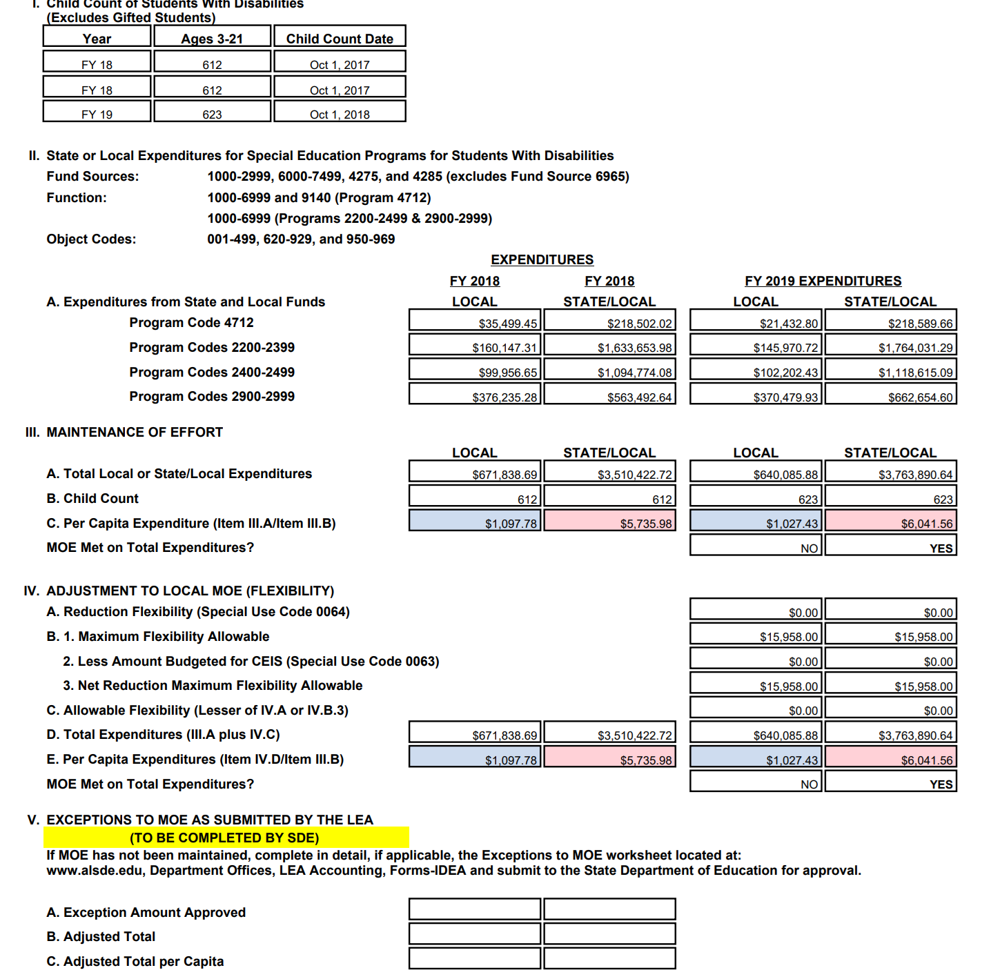 I. Child Count of Students With Disabilities
(Excludes Gifted Students)
Year Ages 3-21 Child Count Date
FY 18 612 Oct 1, 2017
FY 18 612 Oct 1, 2017
FY 19 623 Oct 1, 2018
II. State or Local Expenditures for Special Education Programs for Students With Disabilities
Fund Sources: 1000-2999, 6000-7499, 4275, and 4285 (excludes Fund Source 6965)
Function: 1000-6999 and 9140 (Program 4712)
1000-6999 (Programs 2200-2499 & 2900-2999)
Object Codes: 001-499, 620-929, and 950-969
EXPENDITURES
FY 2018 FY 2018 FY 2019 EXPENDITURES
A. Expenditures from State and Local Funds LOCAL STATE/LOCAL LOCAL STATE/LOCAL
Program Code 4712 $35,499.45 $218,502.02 $21,432.80 $218,589.66
Program Codes 2200-2399 $160,147.31 $1,633,653.98 $145,970.72 $1,764,031.29
Program Codes 2400-2499 $99,956.65 $1,094,774.08 $102,202.43 $1,118,615.09
Program Codes 2900-2999 $376,235.28 $563,492.64 $370,479.93 $662,654.60
III. MAINTENANCE OF EFFORT
LOCAL STATE/LOCAL LOCAL STATE/LOCAL
A. Total Local or State/Local Expenditures $671,838.69 $3,510,422.72 $640,085.88 $3,763,890.64
B. Child Count 612 612 623 623
C. Per Capita Expenditure (Item III.A/Item III.B) $1,097.78 $5,735.98 $1,027.43 $6,041.56
MOE Met on Total Expenditures? NO YES
IV. ADJUSTMENT TO LOCAL MOE (FLEXIBILITY)
A. Reduction Flexibility (Special Use Code 0064) $0.00 $0.00
B. 1. Maximum Flexibility Allowable $15,958.00 $15,958.00
2. Less Amount Budgeted for CEIS (Special Use Code 0063) $0.00 $0.00
3. Net Reduction Maximum Flexibility Allowable $15,958.00 $15,958.00
C. Allowable Flexibility (Lesser of IV.A or IV.B.3) $0.00 $0.00
D. Total Expenditures (III.A plus IV.C) $671,838.69 $3,510,422.72 $640,085.88 $3,763,890.64
E. Per Capita Expenditures (Item IV.D/Item III.B) $1,097.78 $5,735.98 $1,027.43 $6,041.56
MOE Met on Total Expenditures? NO YES
V. EXCEPTIONS TO MOE AS SUBMITTED BY THE LEA
(TO BE COMPLETED BY SDE)
If MOE has not been maintained, complete in detail, if applicable, the Exceptions to MOE worksheet located at:
www.alsde.edu, Department Offices, LEA Accounting, Forms-IDEA and submit to the State Department of Education for approval.
A. Exception Amount Approved
B. Adjusted Total
C. Adjusted Total per Capita